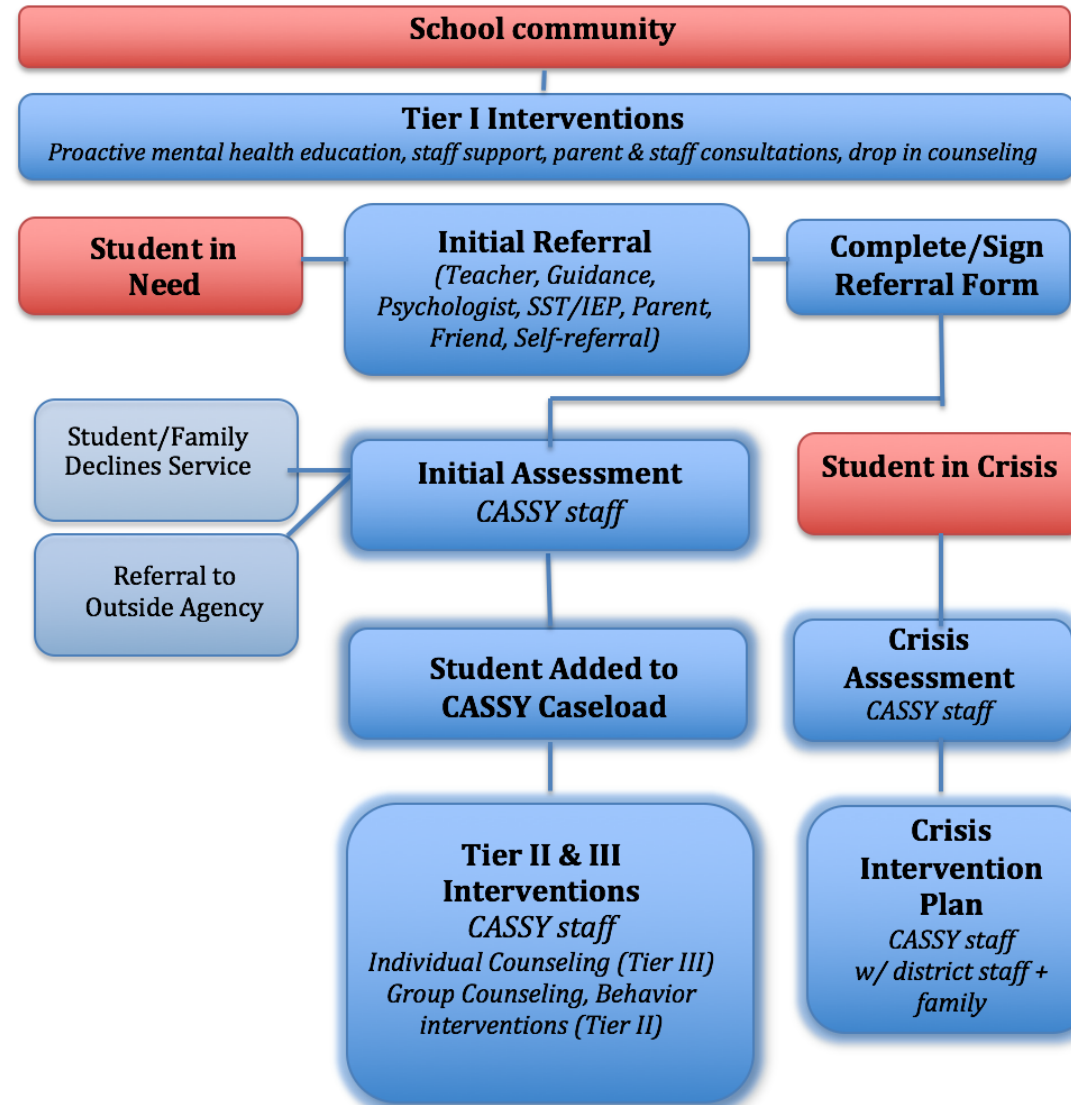 School community
Tier I Interventions
Proactive mental health education, staff support, parent & staff consultations, drop in counseling
Student in
Need
Initial Referral
(Teacher, Guidance,
Psychologist, SST/IEP, Parent,
Friend, Self-referral)
Complete/Sign
Referral Form
Student/Family
Declines Service
Referral to
Outside Agency
Initial Assessment
CASSY staff
Student in Crisis
Student Added to
CASSY Caseload
Crisis
Assessment
CASSY staff
Tier II & III
Interventions
CASSY staff
Individual Counseling (Tier III)
Group Counseling, Behavior
interventions (Tier II)
Crisis
Intervention
Plan
CASSY staff
w/ district staff +
family